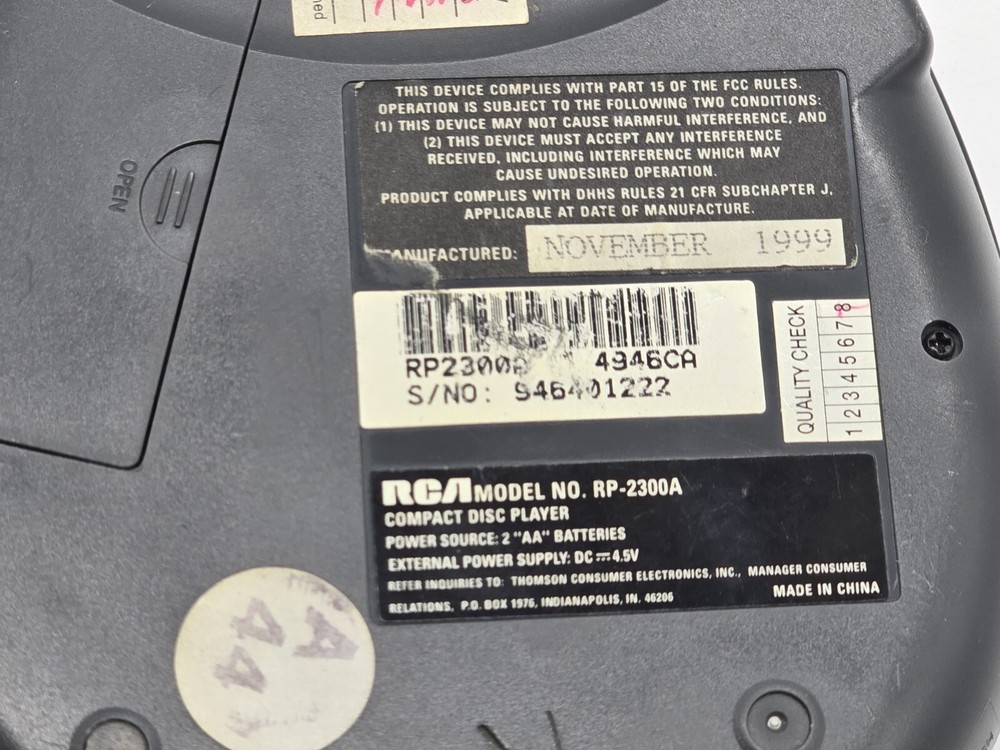 OPEN
THIS DEVICE COMPLIES WITH PART 15 OF THE FCC RULES.
OPERATION IS SUBJECT TO THE FOLLOWING TWO CONDITIONS:
(1) THIS DEVICE MAY NOT CAUSE HARMFUL INTERFERENCE, AND
(2) THIS DEVICE MUST ACCEPT ANY INTERFERENCE
RECEIVED, INCLUDING INTERFERENCE WHICH MAY
CAUSE UNDESIRED OPERATION.
PRODUCT COMPLIES WITH DHHS RULES 21 CFR SUBCHAPTER J,
APPLICABLE AT DATE OF MANUFACTURE.
MANUFACTURED: NOVEMBER 1999
RP2300A 4946CA
S/NO: 946401222
QUALITY CHECK
1 2 3 4 5 6 7 8
RCA MODEL NO. RP-2300A
COMPACT DISC PLAYER
POWER SOURCE: 2 "AA" BATTERIES
EXTERNAL POWER SUPPLY: DC ⎓ 4.5V
REFER INQUIRIES TO: THOMSON CONSUMER ELECTRONICS, INC., MANAGER CONSUMER
RELATIONS, P.O. BOX 1976, INDIANAPOLIS, IN. 46206
MADE IN CHINA